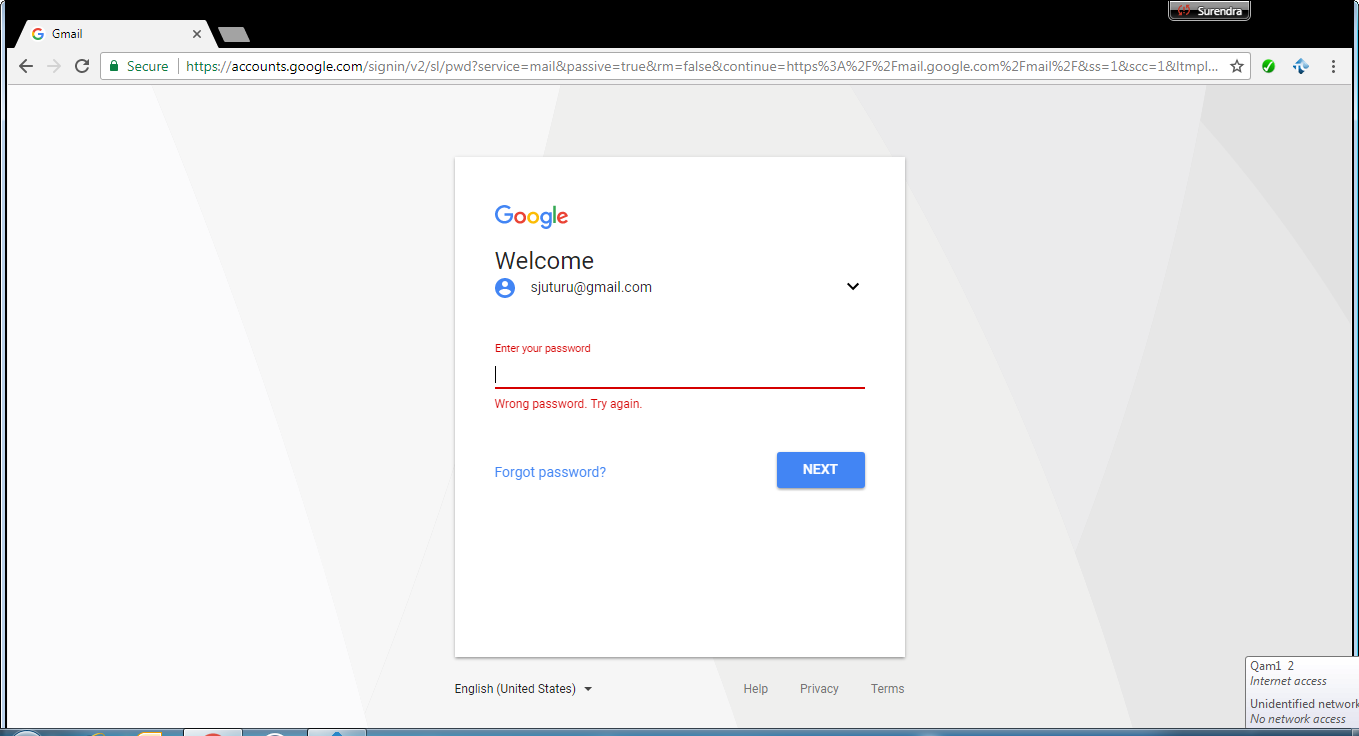 Surendra
Gmail
Secure https://accounts.google.com/signin/v2/sl/pwd?service=mail&passive=true&rm=false&continue=https%3A%2F%2Fmail.google.com%2Fmail%2F&ss=1&scc=1&ltmpl...
Google
Welcome
sjuturu@gmail.com
Enter your password
Wrong password. Try again.
Forgot password?
NEXT
English (United States)
Help Privacy Terms
Qam1 2
Internet access
Unidentified network
No network access